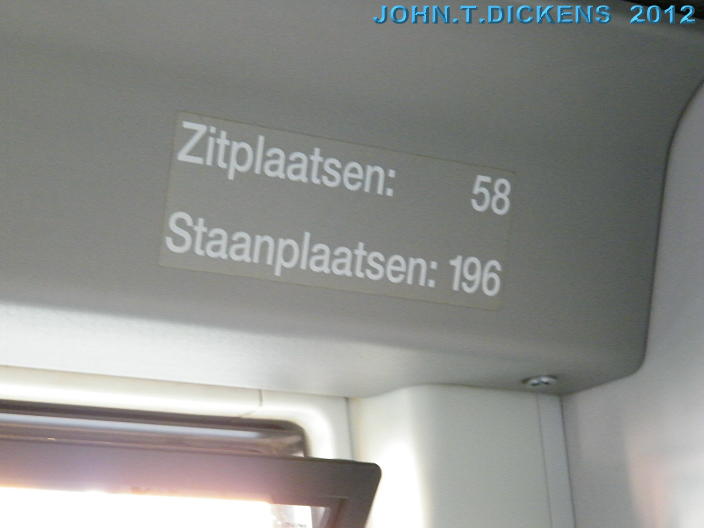 JOHN.T.DICKENS 2012
Zitplaatsen: 58
Staanplaatsen: 196